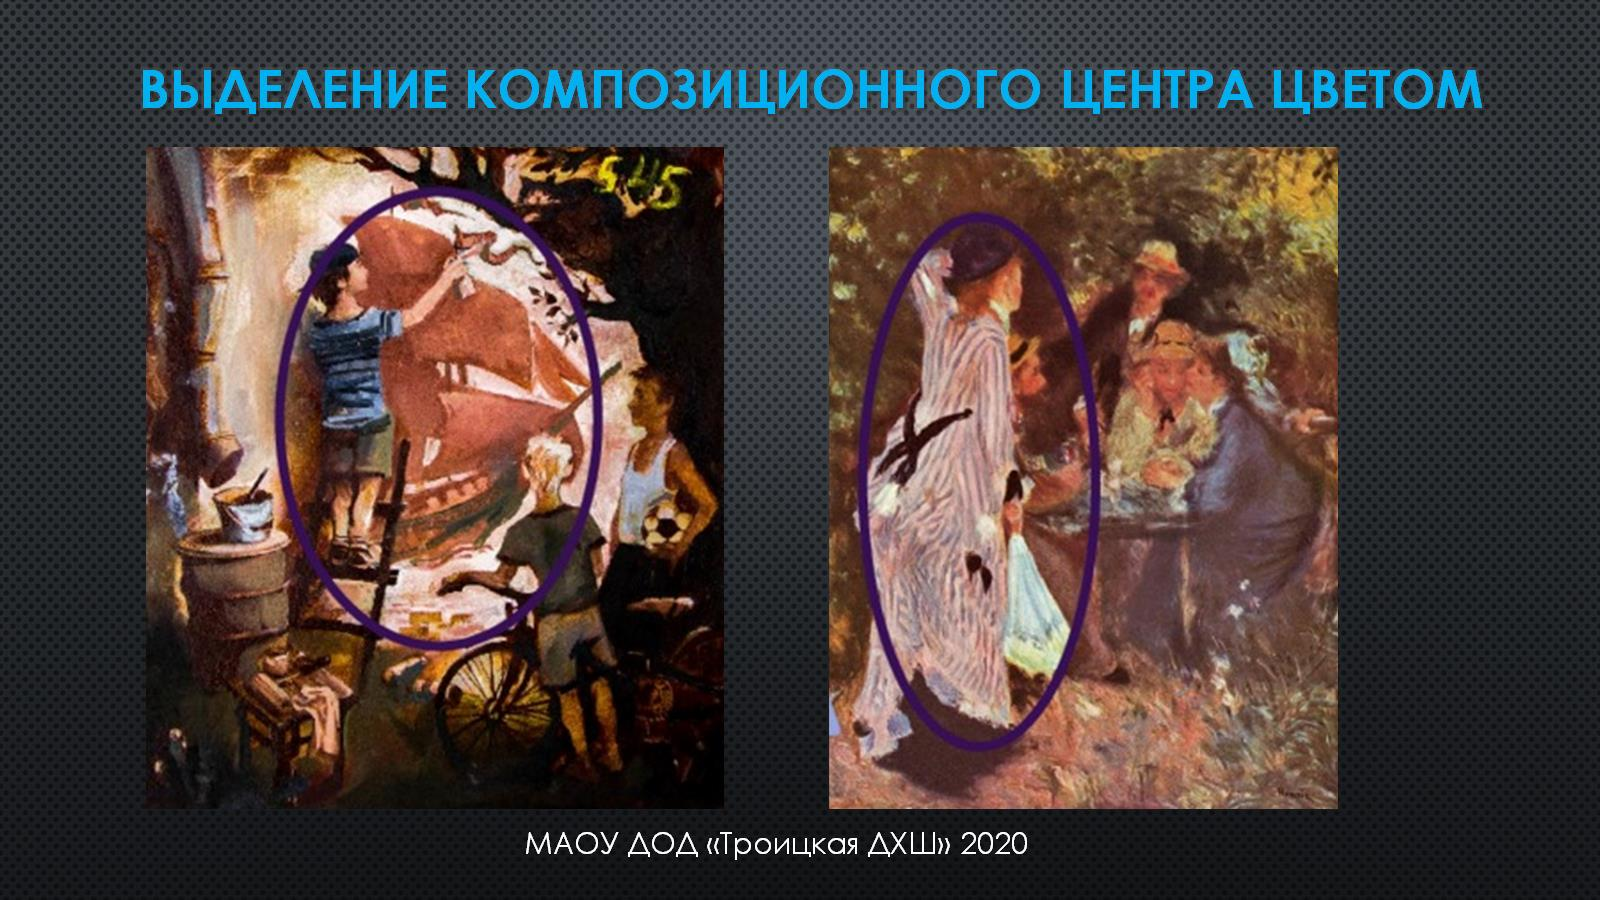 ВЫДЕЛЕНИЕ КОМПОЗИЦИОННОГО ЦЕНТРА ЦВЕТОМ
МАОУ ДОД «Троицкая ДХШ» 2020